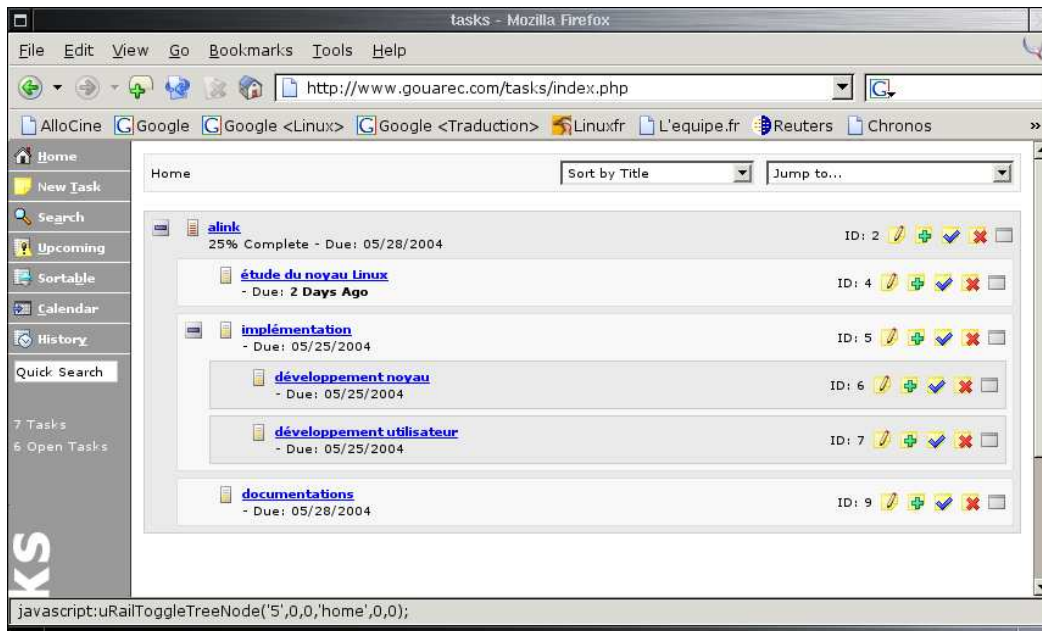 tasks - Mozilla Firefox
File Edit View Go Bookmarks Tools Help
http://www.gouarec.com/tasks/index.php
AlloCine Google Google <Linux> Google <Traduction> Linuxfr L'equipe.fr Reuters Chronos »
Home
New Task
Search
Upcoming
Sortable
Calendar
History
Quick Search
7 Tasks
6 Open Tasks
KS
Home Sort by Title Jump to...
alink
25% Complete - Due: 05/28/2004 ID: 2
étude du noyau Linux
- Due: 2 Days Ago ID: 4
implémentation
- Due: 05/25/2004 ID: 5
développement noyau
- Due: 05/25/2004 ID: 6
développement utilisateur
- Due: 05/25/2004 ID: 7
documentations
- Due: 05/28/2004 ID: 9
javascript:uRailToggleTreeNode('5',0,0,'home',0,0);